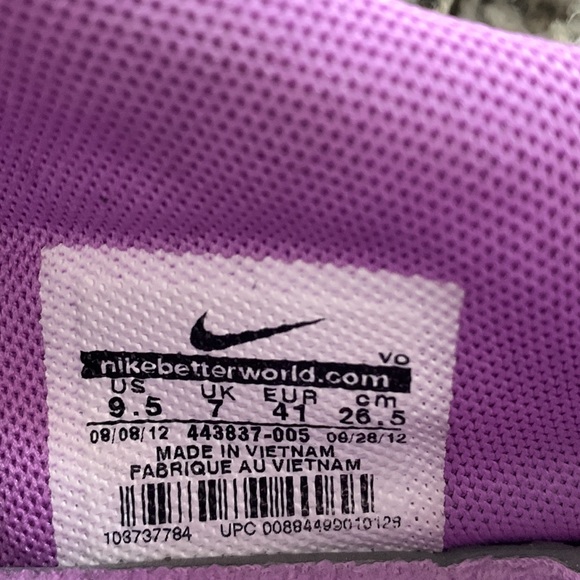 VO
nikebetterworld.com
US UK EUR cm
9.5 7 41 26.5
08/08/12 443837-005 09/28/12
MADE IN VIETNAM
FABRIQUE AU VIETNAM
103737784 UPC 00884499010128